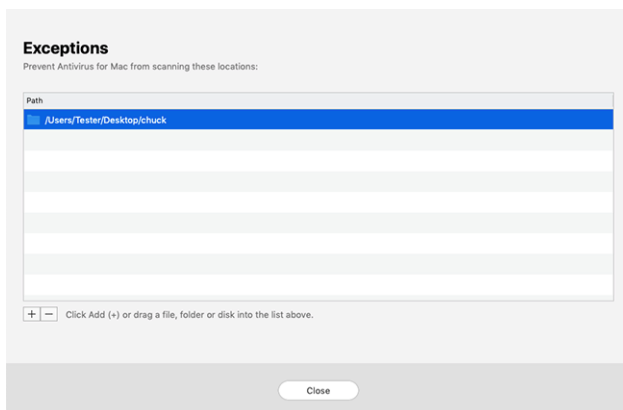 Exceptions
Prevent Antivirus for Mac from scanning these locations:
Path
/Users/Tester/Desktop/chuck
+ − Click Add (+) or drag a file, folder or disk into the list above.
Close